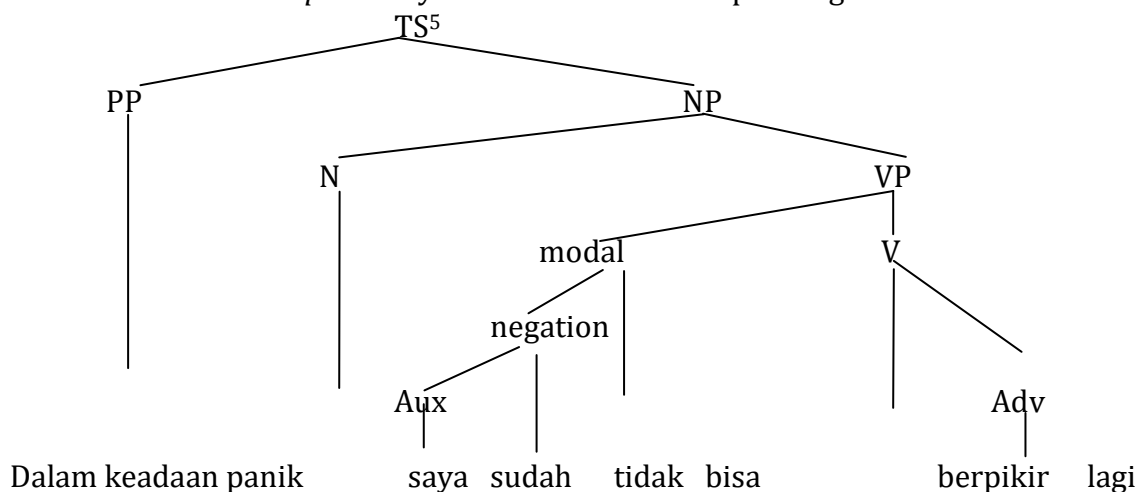 TS5
PP NP
N VP
modal V
negation
Aux Adv
Dalam keadaan panik saya sudah tidak bisa berpikir lagi